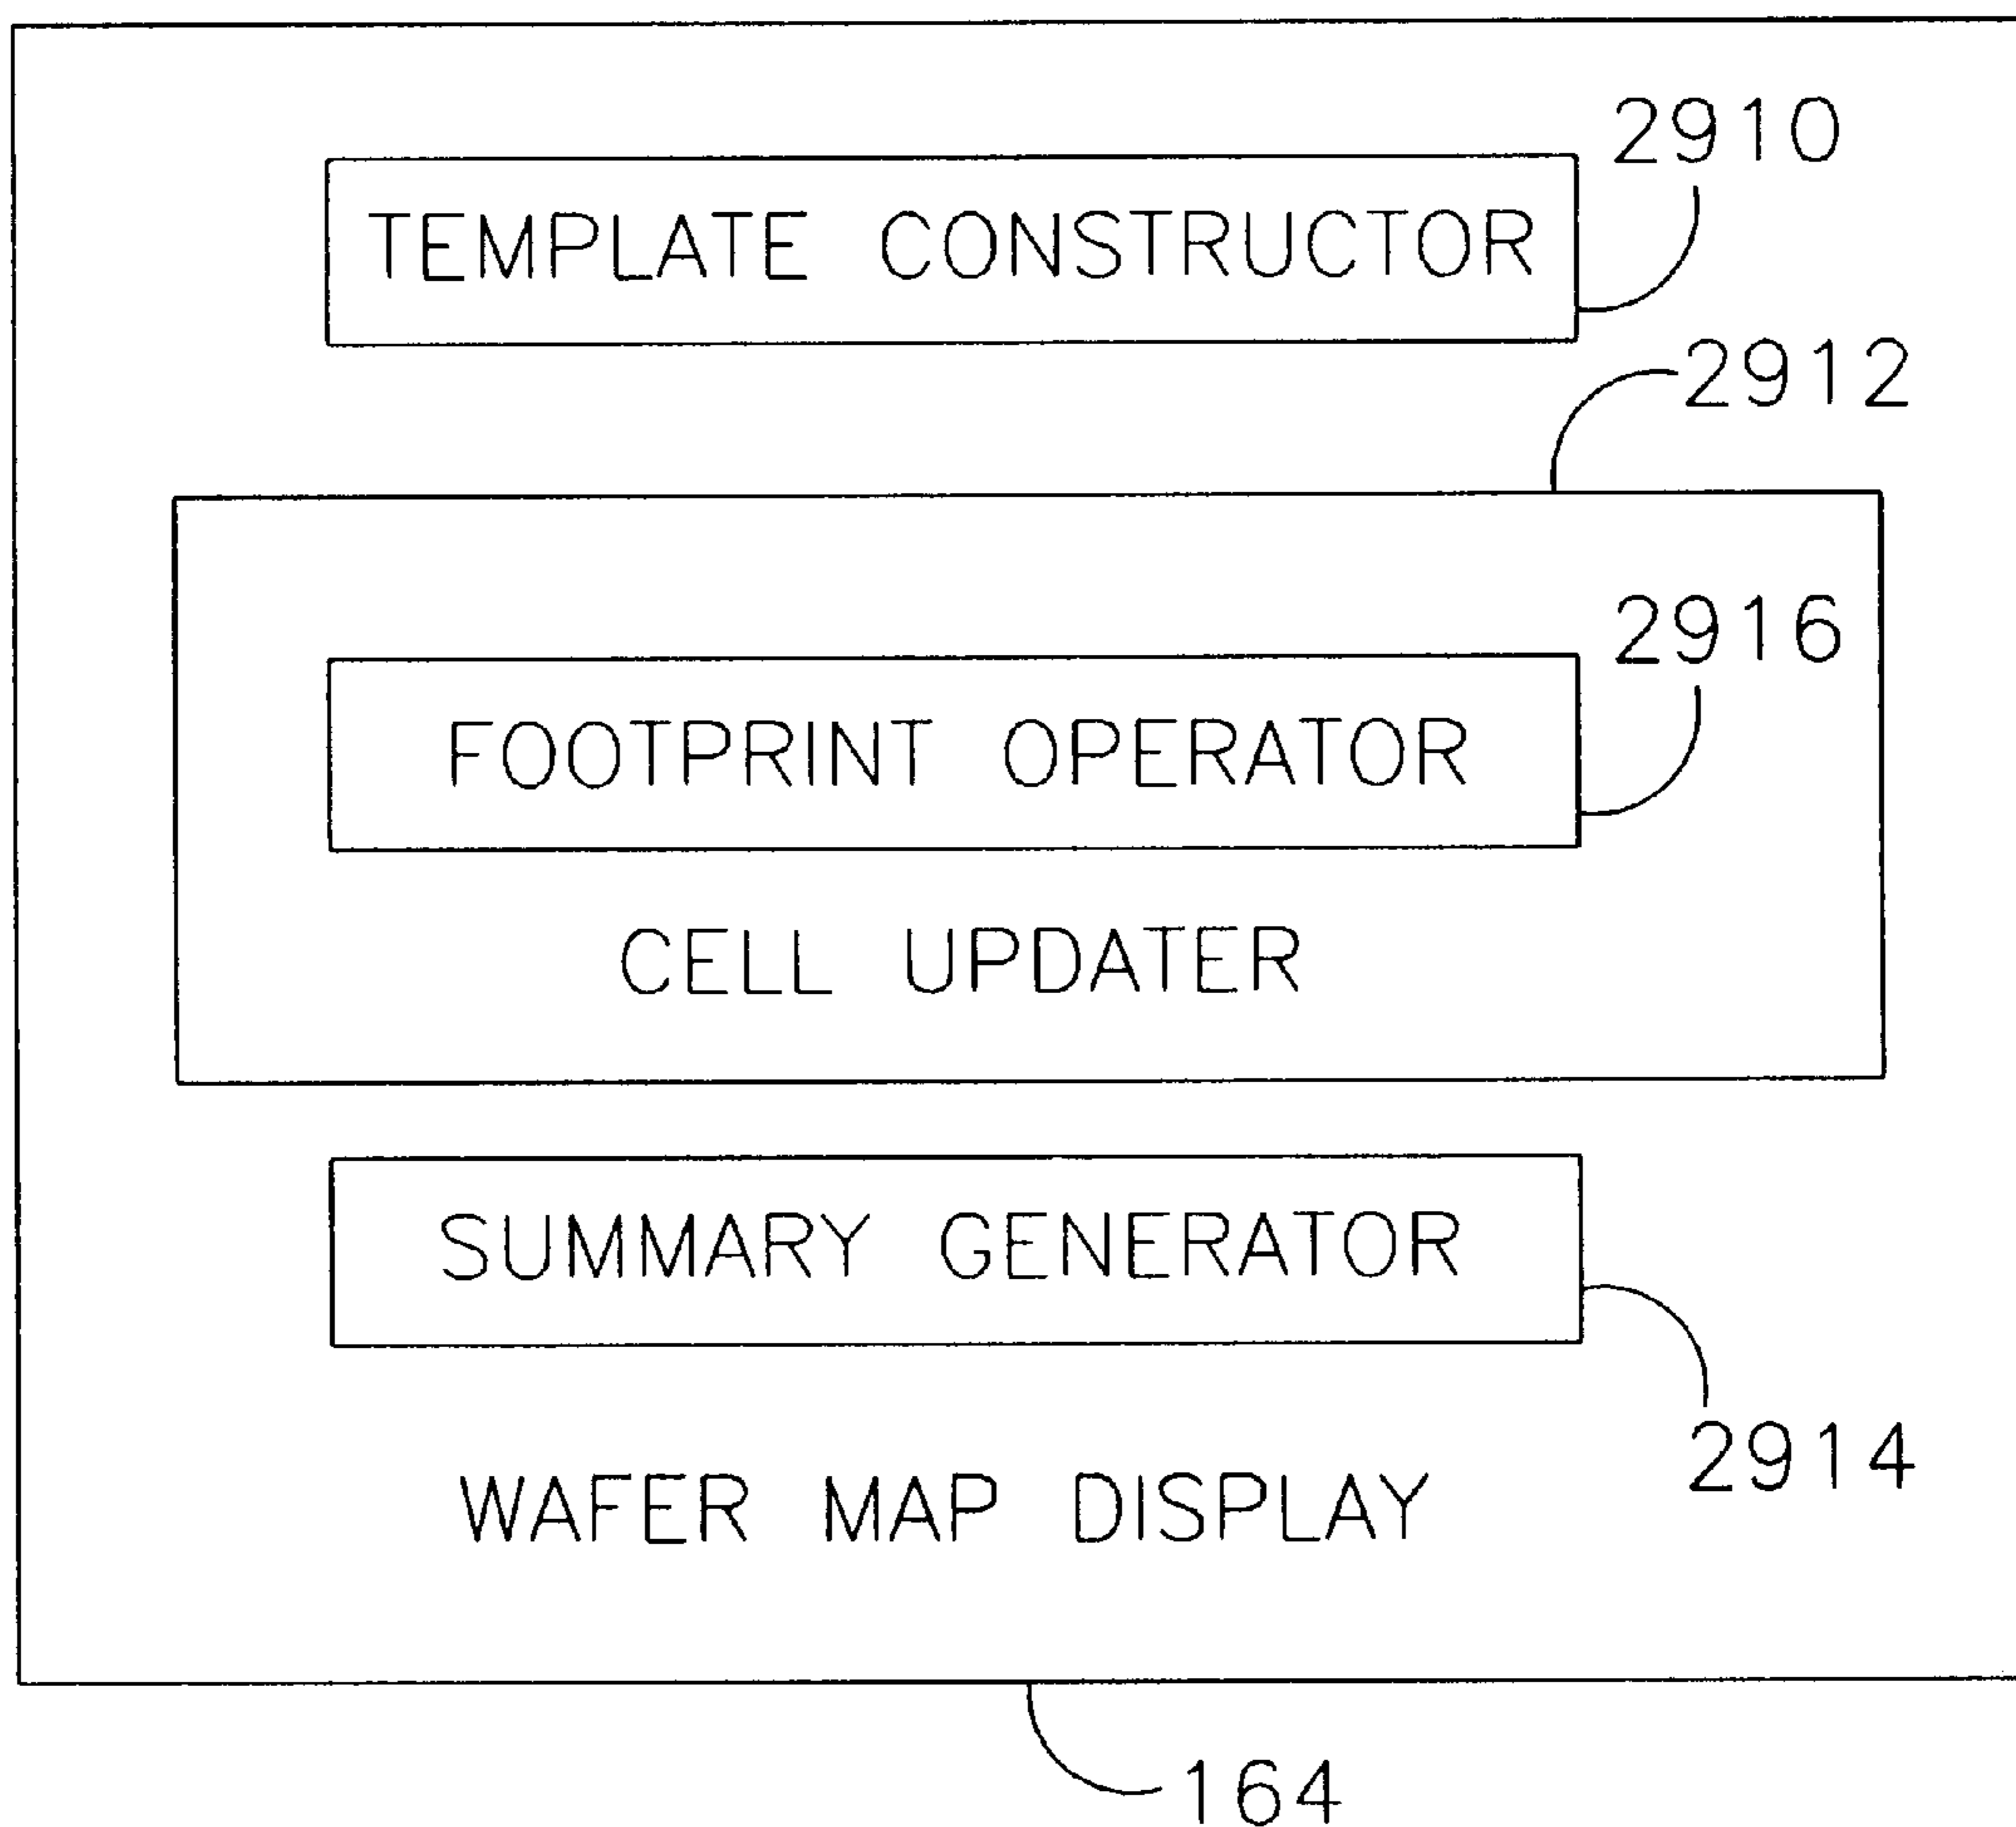 2910
TEMPLATE CONSTRUCTOR
2912
2916
FOOTPRINT OPERATOR
CELL UPDATER
SUMMARY GENERATOR
2914
WAFER MAP DISPLAY
164